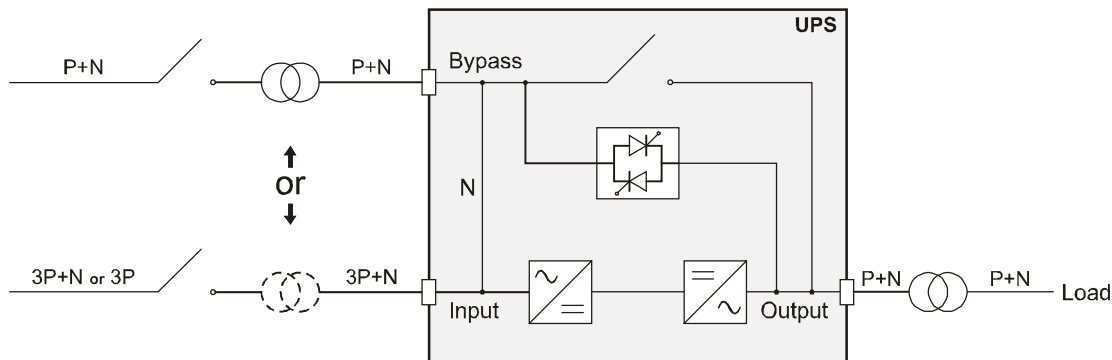 UPS
P+N
P+N
Bypass
or
N
3P+N or 3P
3P+N
Input
Output
P+N
P+N
Load